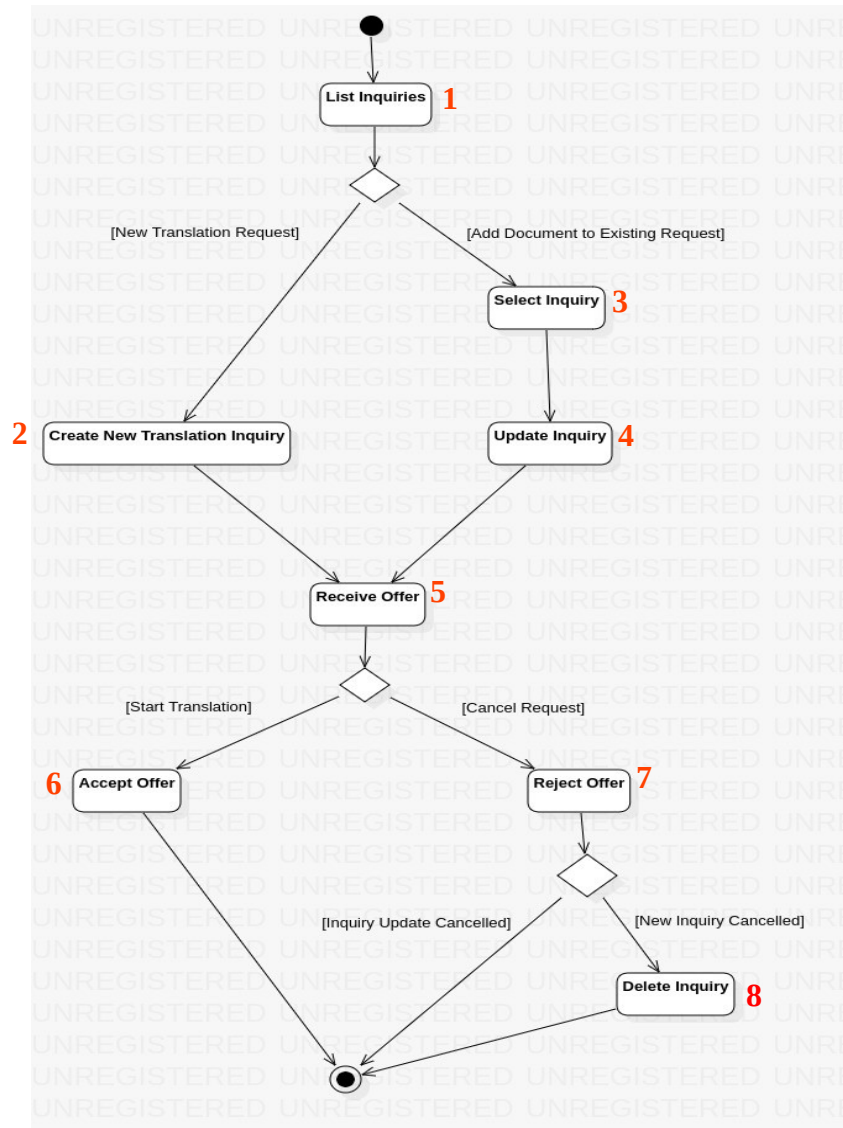 List Inquiries 1
[New Translation Request] [Add Document to Existing Request]
Select Inquiry 3
2 Create New Translation Inquiry Update Inquiry 4
Receive Offer 5
[Start Translation] [Cancel Request]
6 Accept Offer Reject Offer 7
[Inquiry Update Cancelled] [New Inquiry Cancelled]
Delete Inquiry 8
UNREGISTERED